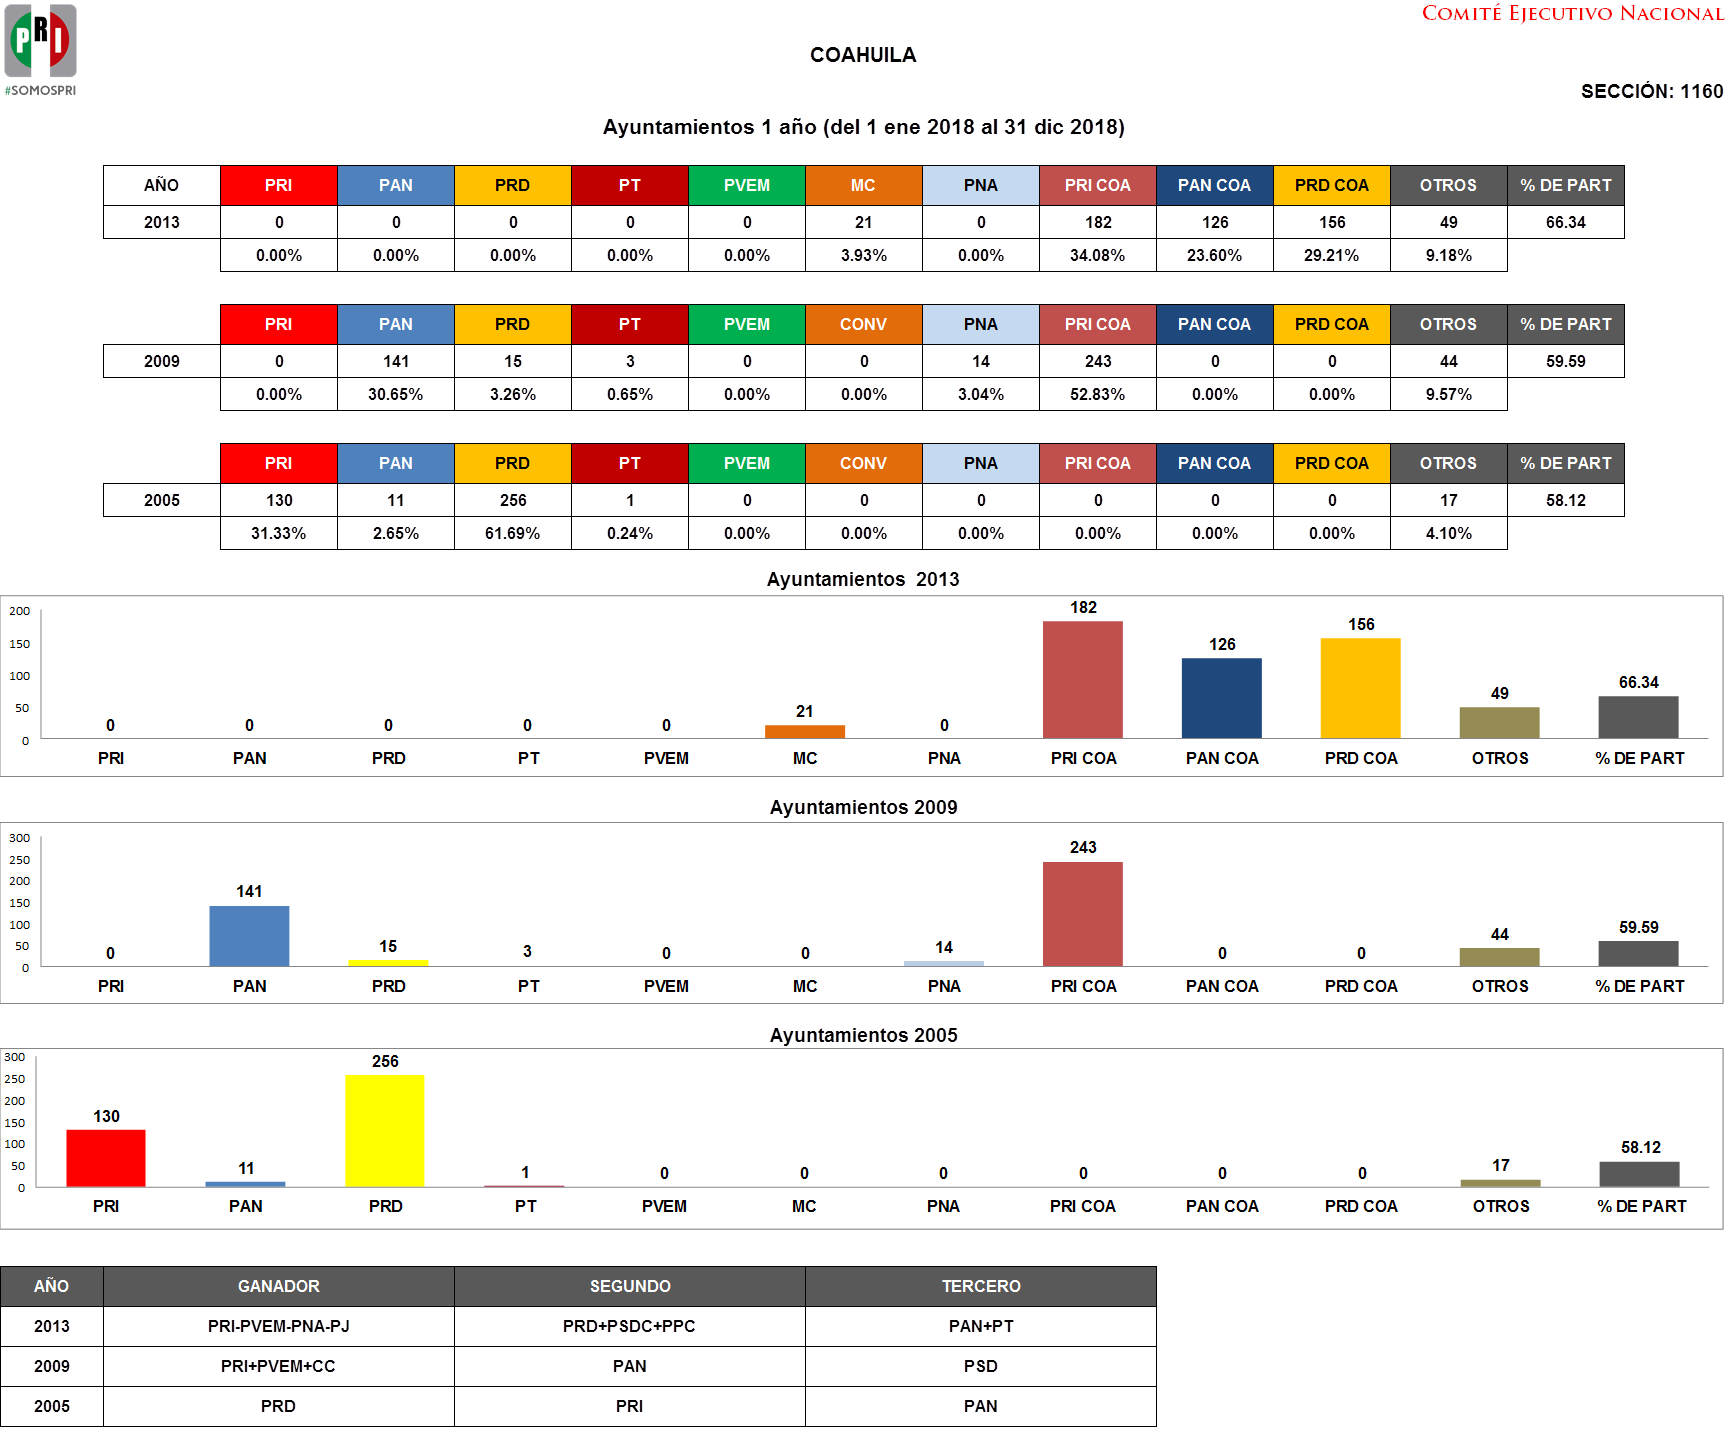 PRI
#SOMOSPRI
COMITÉ EJECUTIVO NACIONAL
COAHUILA
SECCIÓN: 1160
Ayuntamientos 1 año (del 1 ene 2018 al 31 dic 2018)
AÑO PRI PAN PRD PT PVEM MC PNA PRI COA PAN COA PRD COA OTROS % DE PART
2013 0 0 0 0 0 21 0 182 126 156 49 66.34
0.00% 0.00% 0.00% 0.00% 0.00% 3.93% 0.00% 34.08% 23.60% 29.21% 9.18%
PRI PAN PRD PT PVEM CONV PNA PRI COA PAN COA PRD COA OTROS % DE PART
2009 0 141 15 3 0 0 14 243 0 0 44 59.59
0.00% 30.65% 3.26% 0.65% 0.00% 0.00% 3.04% 52.83% 0.00% 0.00% 9.57%
PRI PAN PRD PT PVEM CONV PNA PRI COA PAN COA PRD COA OTROS % DE PART
2005 130 11 256 1 0 0 0 0 0 0 17 58.12
31.33% 2.65% 61.69% 0.24% 0.00% 0.00% 0.00% 0.00% 0.00% 0.00% 4.10%
Ayuntamientos 2013
200
150
100
50
0
0 0 0 0 0 21 0 182 126 156 49 66.34
PRI PAN PRD PT PVEM MC PNA PRI COA PAN COA PRD COA OTROS % DE PART
Ayuntamientos 2009
300
250
200
150
100
50
0
0 141 15 3 0 0 14 243 0 0 44 59.59
PRI PAN PRD PT PVEM MC PNA PRI COA PAN COA PRD COA OTROS % DE PART
Ayuntamientos 2005
300
250
200
150
100
50
0
130 11 256 1 0 0 0 0 0 0 17 58.12
PRI PAN PRD PT PVEM MC PNA PRI COA PAN COA PRD COA OTROS % DE PART
AÑO GANADOR SEGUNDO TERCERO
2013 PRI-PVEM-PNA-PJ PRD+PSDC+PPC PAN+PT
2009 PRI+PVEM+CC PAN PSD
2005 PRD PRI PAN